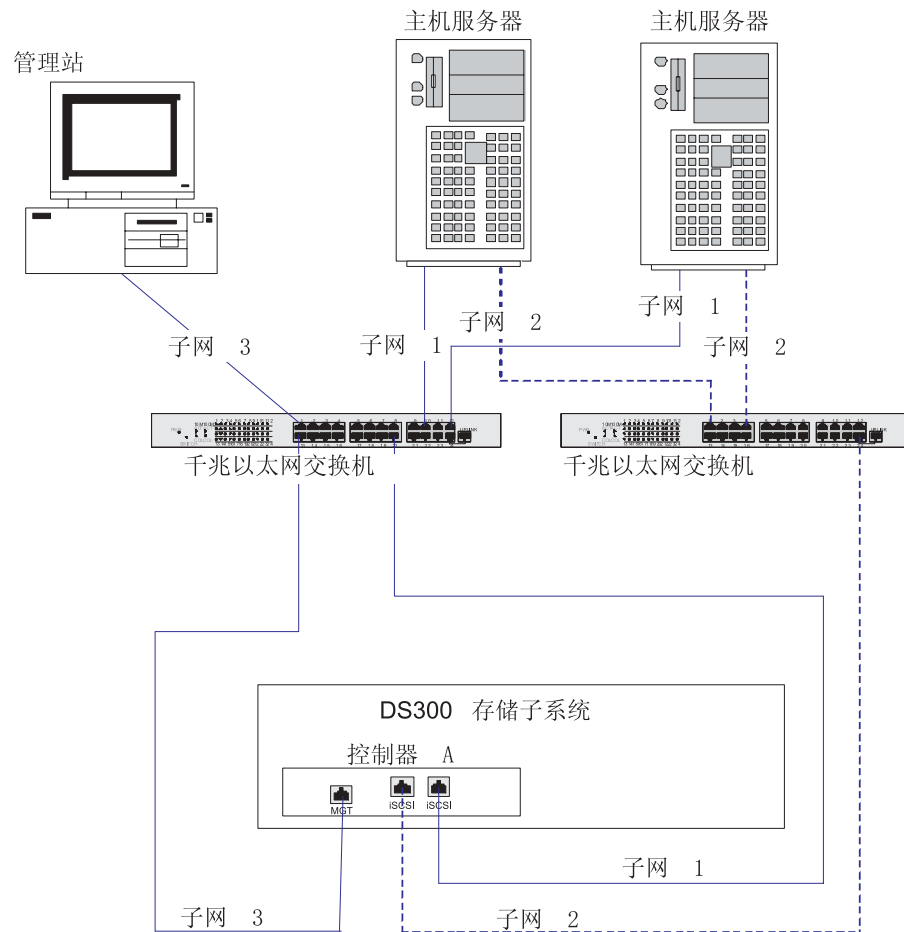 主机服务器
主机服务器
管理站
子网 1
子网 2
子网 3
子网 1
子网 2
千兆以太网交换机
千兆以太网交换机
DS300 存储子系统
控制器 A
MGT
iSCSI
iSCSI
子网 1
子网 3
子网 2